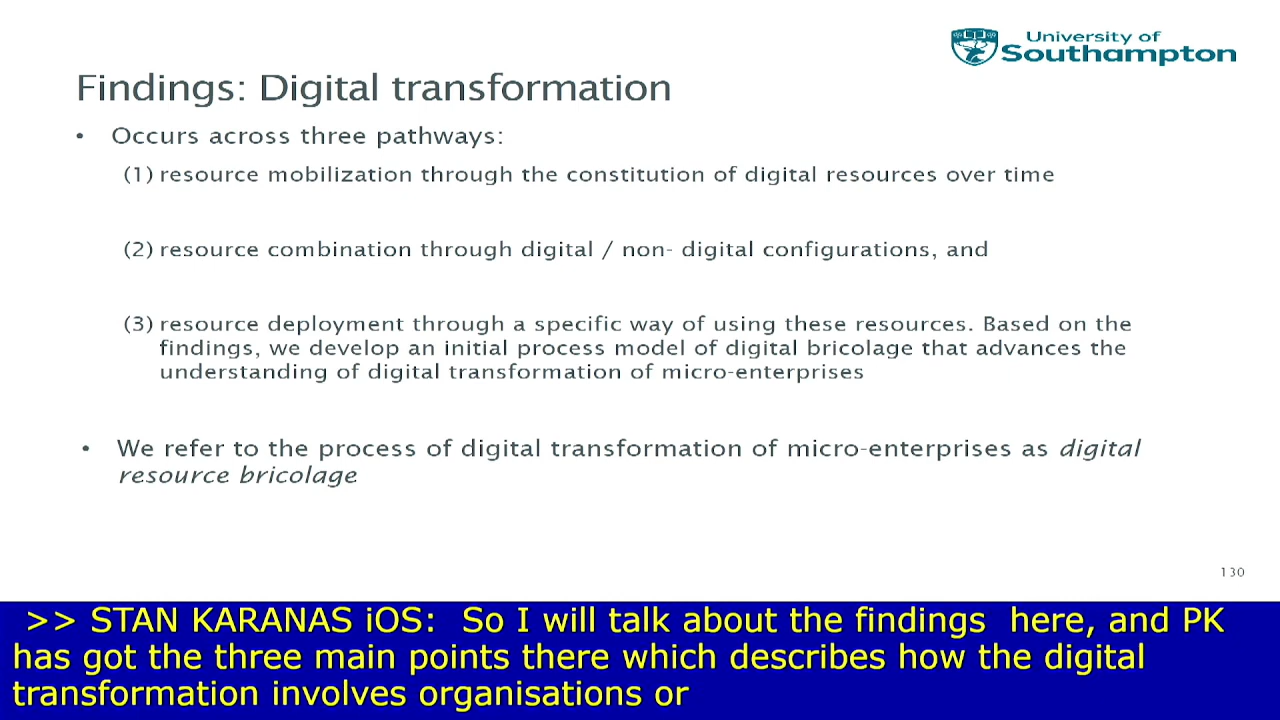 University of
Southampton
Findings: Digital transformation
• Occurs across three pathways:
(1) resource mobilization through the constitution of digital resources over time
(2) resource combination through digital / non- digital configurations, and
(3) resource deployment through a specific way of using these resources. Based on the
findings, we develop an initial process model of digital bricolage that advances the
understanding of digital transformation of micro-enterprises
• We refer to the process of digital transformation of micro-enterprises as digital
resource bricolage
130
>> STAN KARANAS iOS: So I will talk about the findings here, and PK
has got the three main points there which describes how the digital
transformation involves organisations or